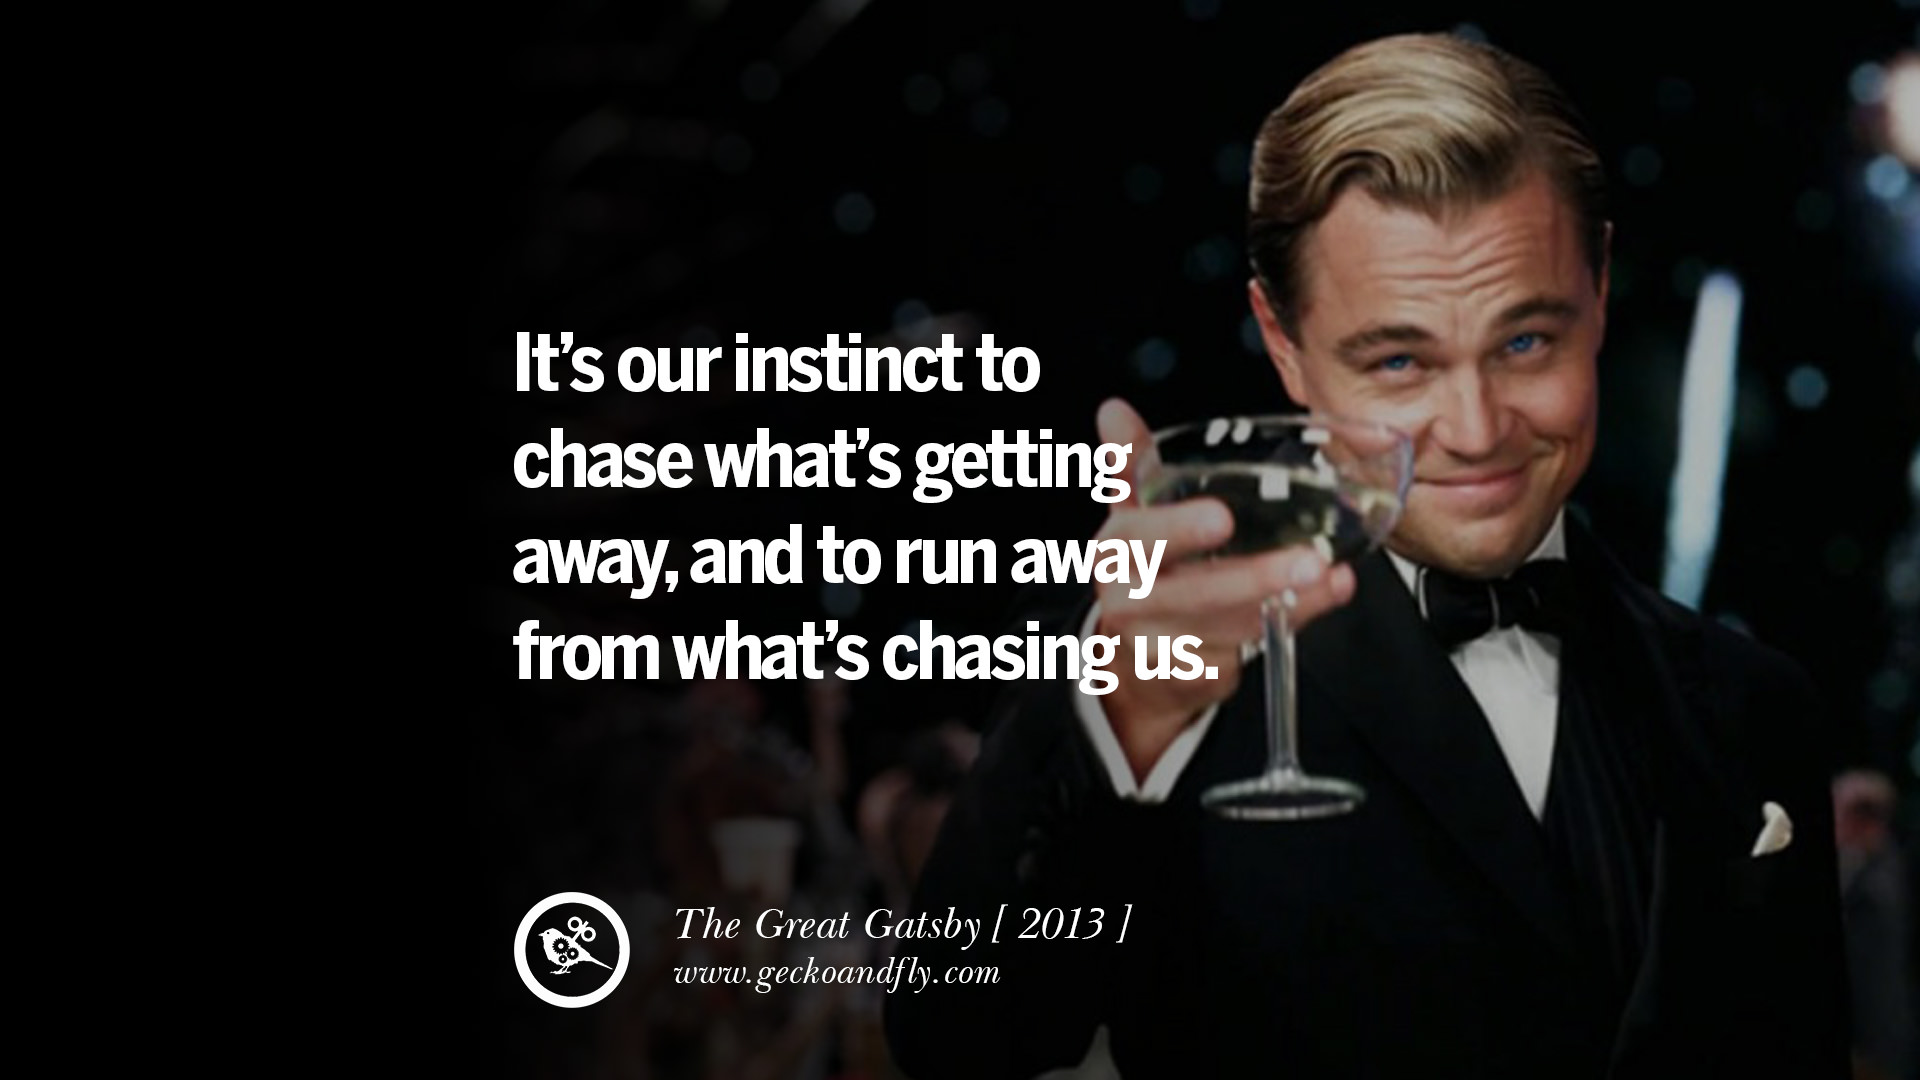 It’s our instinct to
chase what’s getting
away, and to run away
from what’s chasing us.
The Great Gatsby [ 2013 ]
www.geckoandfly.com